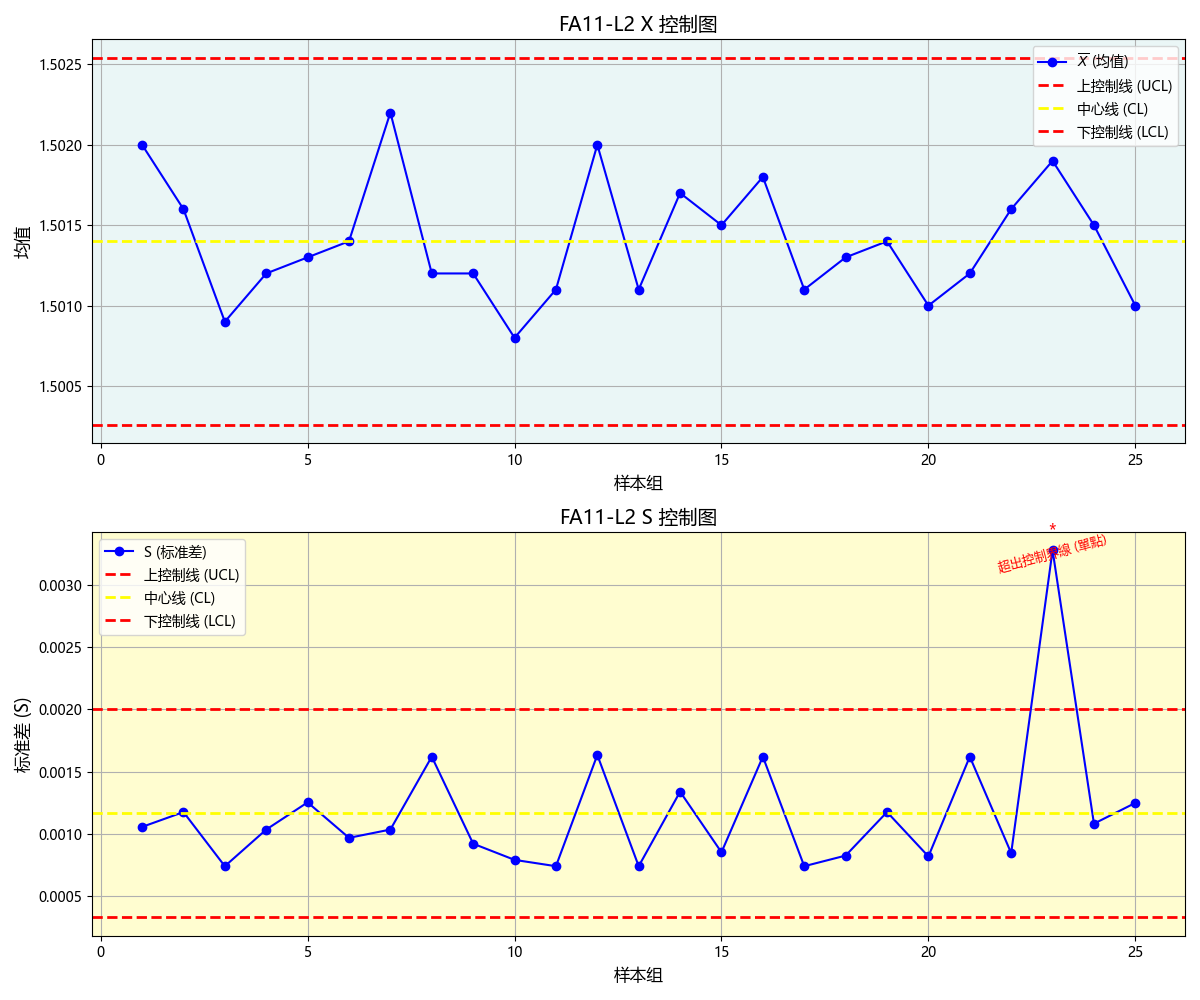 FA11-L2 X 控制图
均值
1.5025
1.5020
1.5015
1.5010
1.5005
X (均值)
上控制线 (UCL)
中心线 (CL)
下控制线 (LCL)
0 5 10 15 20 25
样本组
FA11-L2 S 控制图
标准差 (S)
0.0030
0.0025
0.0020
0.0015
0.0010
0.0005
S (标准差)
上控制线 (UCL)
中心线 (CL)
下控制线 (LCL)
*
超出控制界線 (單點)
0 5 10 15 20 25
样本组